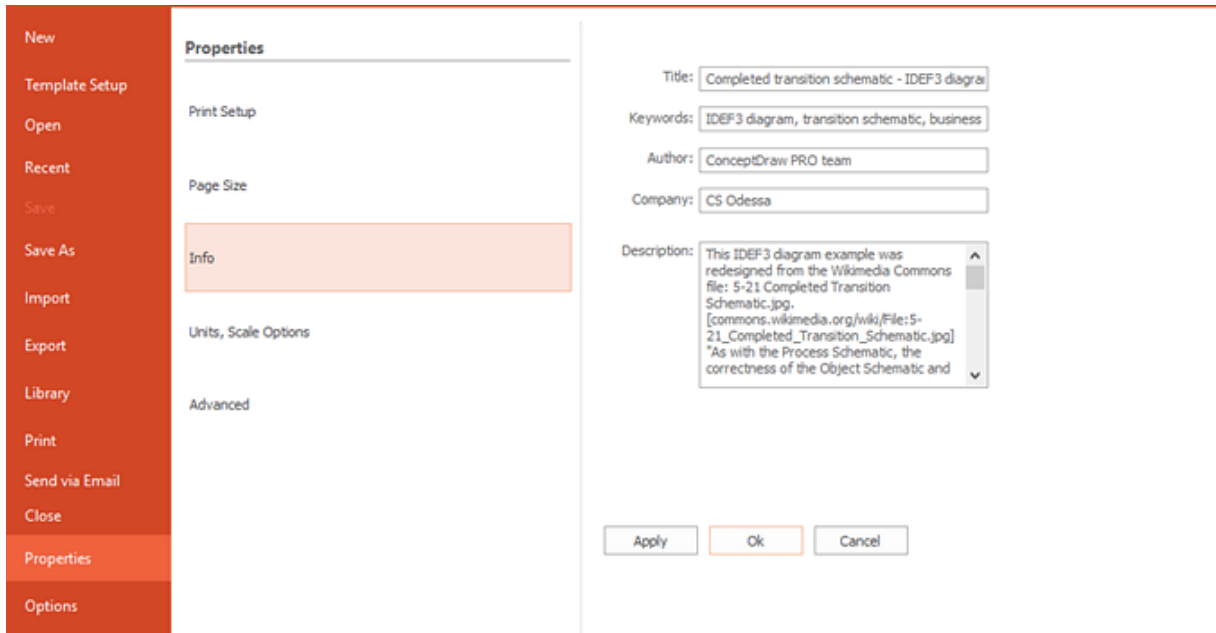 New
Template Setup
Open
Recent
Save
Save As
Import
Export
Library
Print
Send via Email
Close
Properties
Options
Properties
Print Setup
Page Size
Info
Units, Scale Options
Advanced
Title: Completed transition schematic - IDEF3 diagra
Keywords: IDEF3 diagram, transition schematic, business
Author: ConceptDraw PRO team
Company: CS Odessa
Description: This IDEF3 diagram example was
redesigned from the Wikimedia Commons
file: 5-21 Completed Transition
Schematic.jpg.
[commons.wikimedia.org/wiki/File:5-
21_Completed_Transition_Schematic.jpg]
"As with the Process Schematic, the
correctness of the Object Schematic and
Apply Ok Cancel